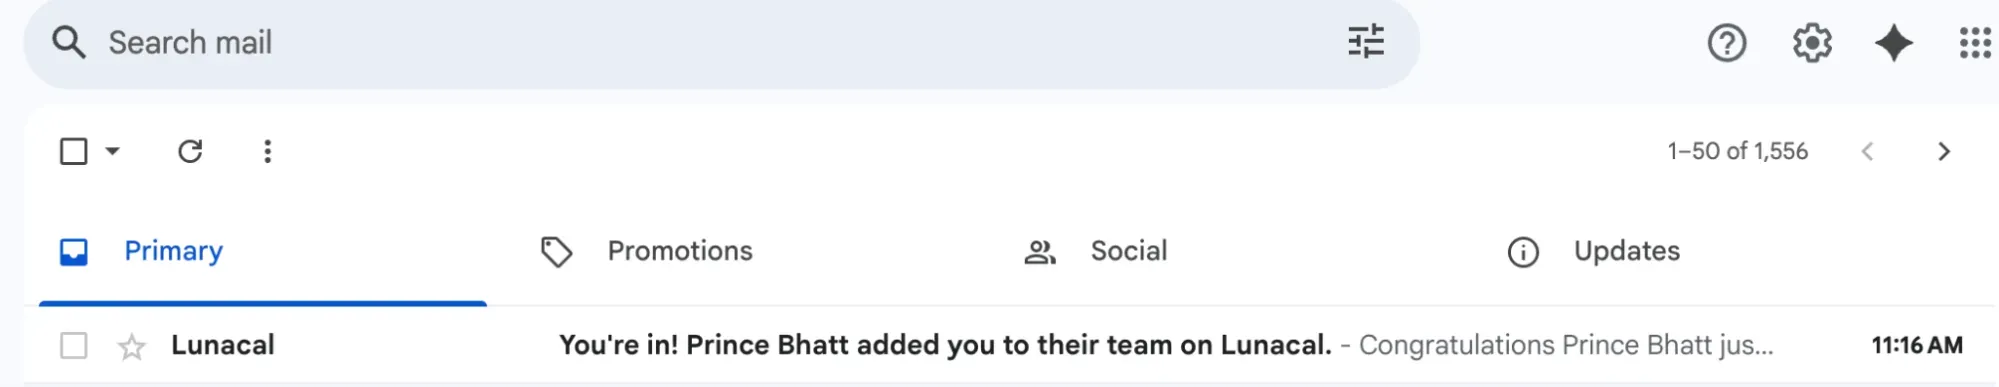 Search mail
1–50 of 1,556
Primary Promotions Social Updates
Lunacal You're in! Prince Bhatt added you to their team on Lunacal. - Congratulations Prince Bhatt jus... 11:16 AM